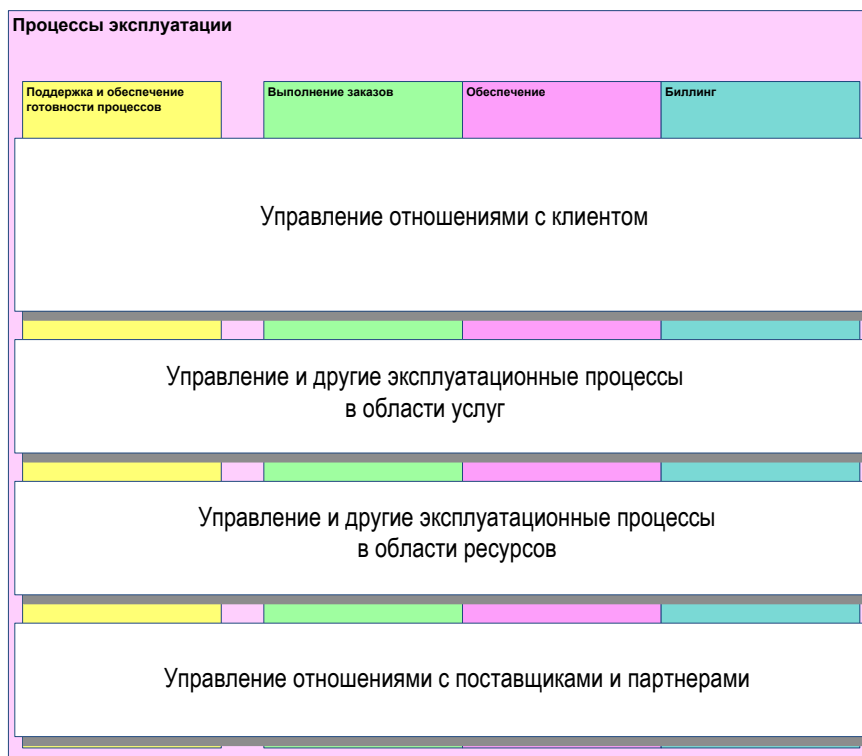 Процессы эксплуатации
Поддержка и обеспечение
готовности процессов
Выполнение заказов
Обеспечение
Биллинг
Управление отношениями с клиентом
Управление и другие эксплуатационные процессы
в области услуг
Управление и другие эксплуатационные процессы
в области ресурсов
Управление отношениями с поставщиками и партнерами